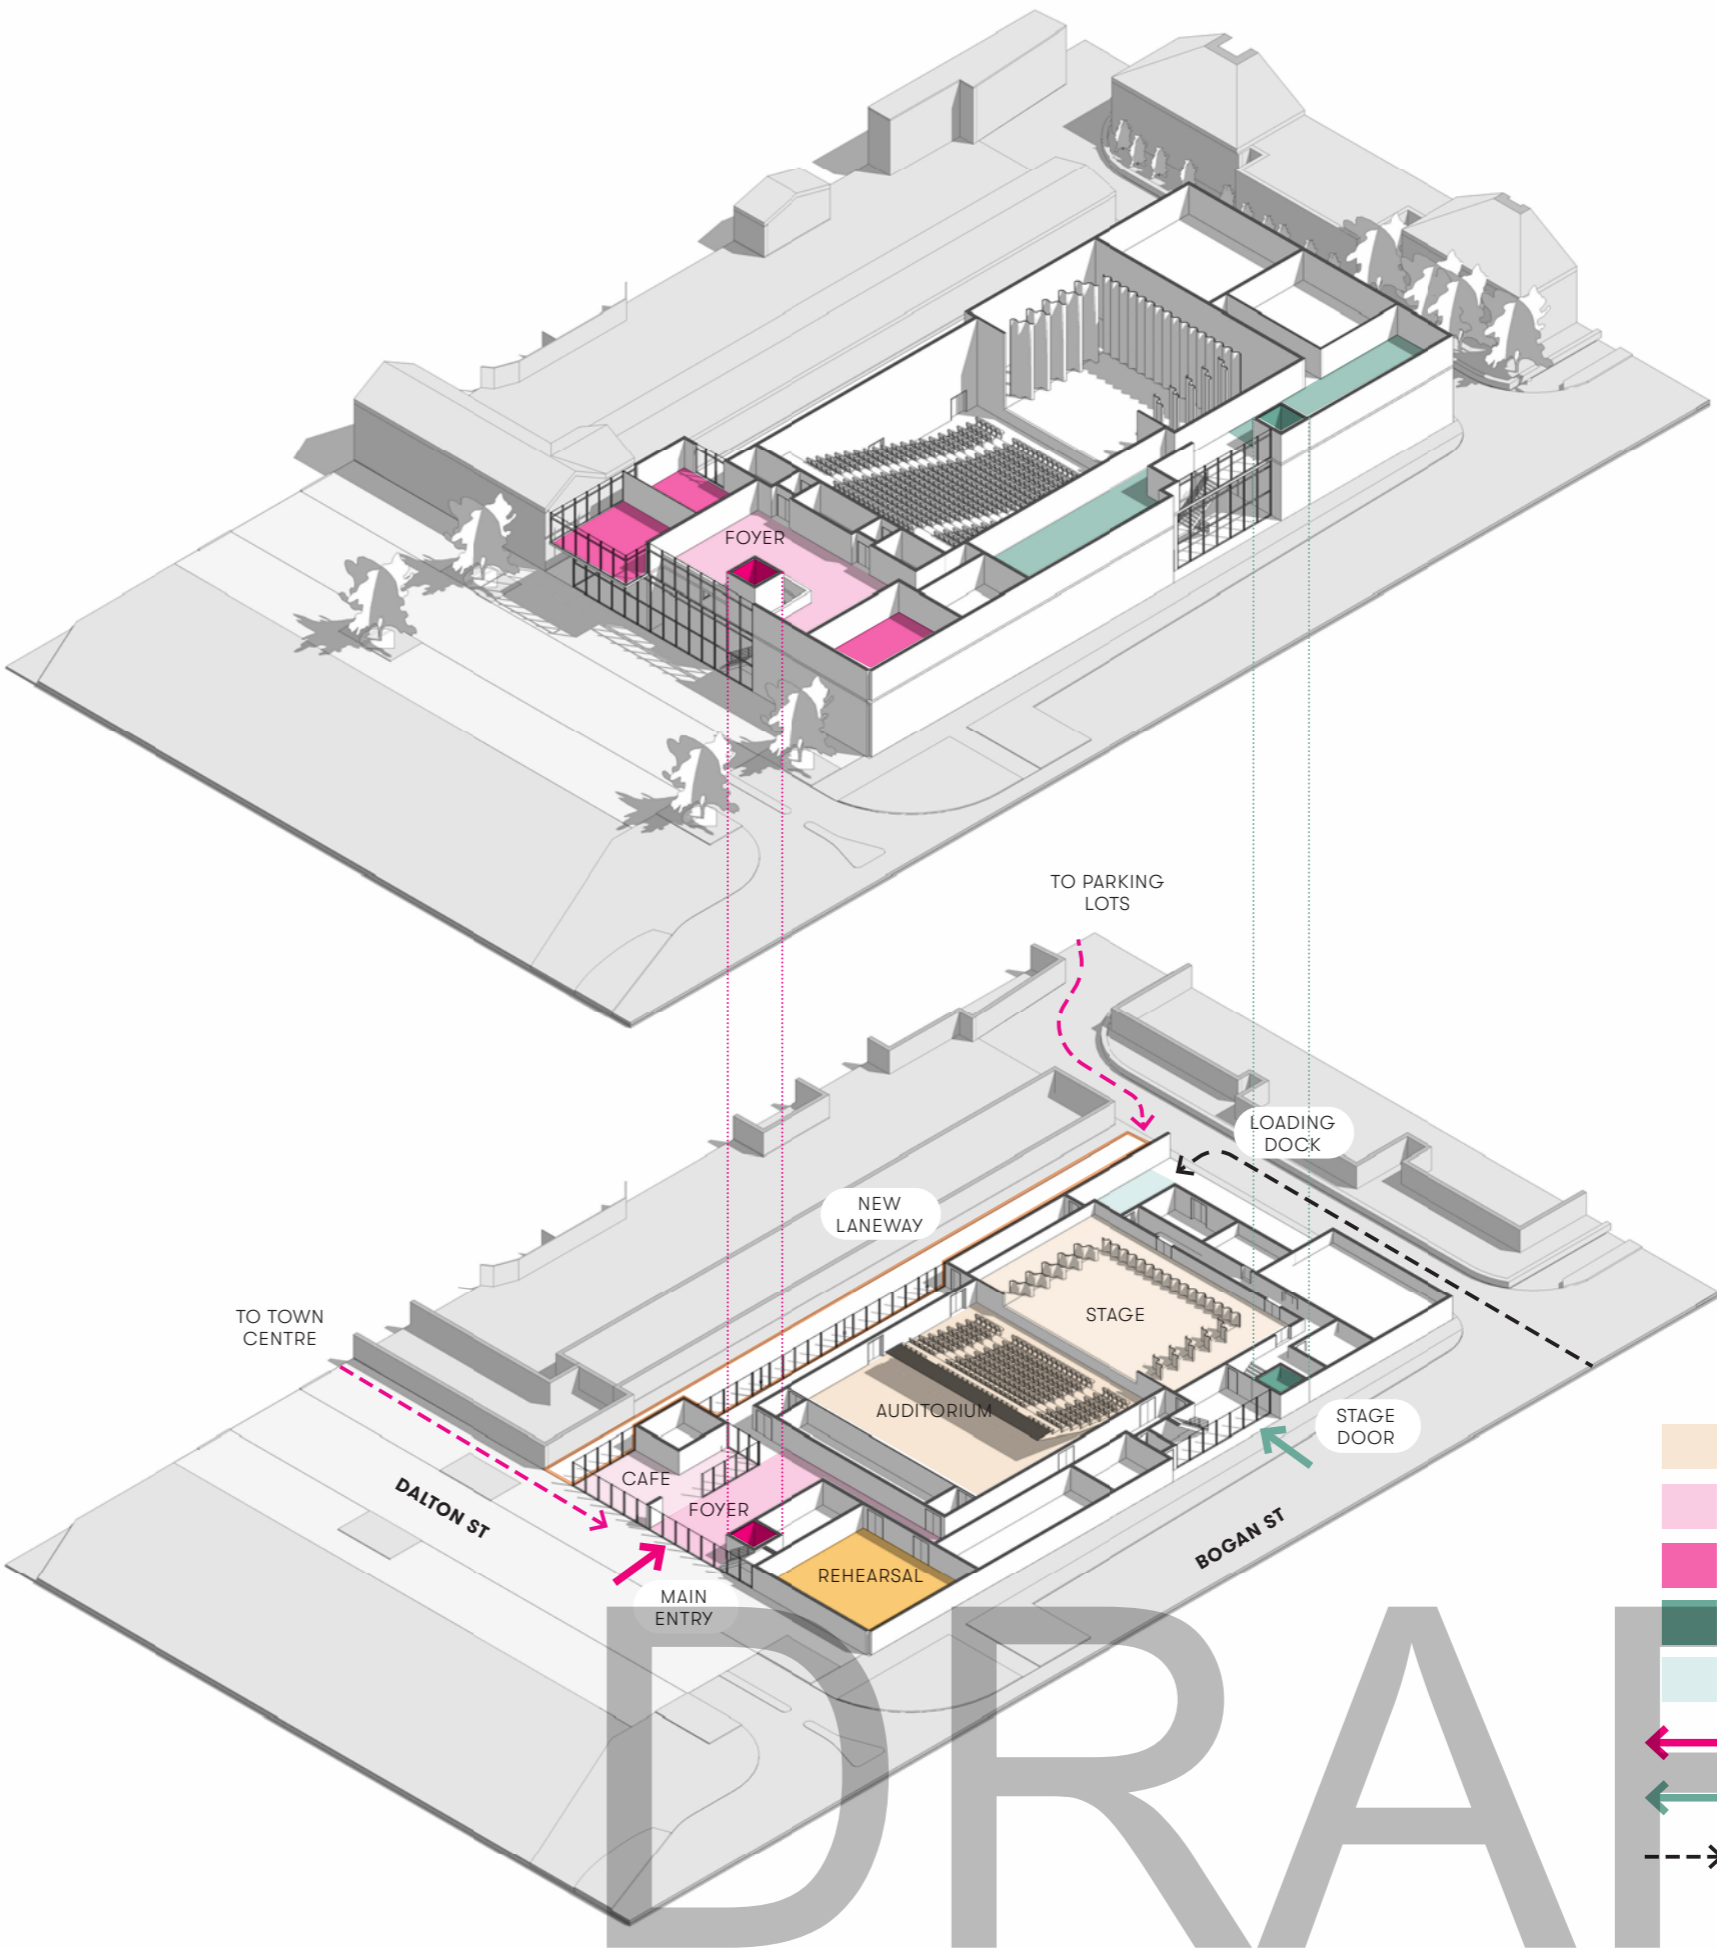 FOYER
TO PARKING
LOTS
LOADING
DOCK
NEW
LANEWAY
TO TOWN
CENTRE
STAGE
AUDITORIUM
STAGE
DOOR
CAFE
DALTON ST
FOYER
BOGAN ST
REHEARSAL
MAIN
ENTRY
DRA